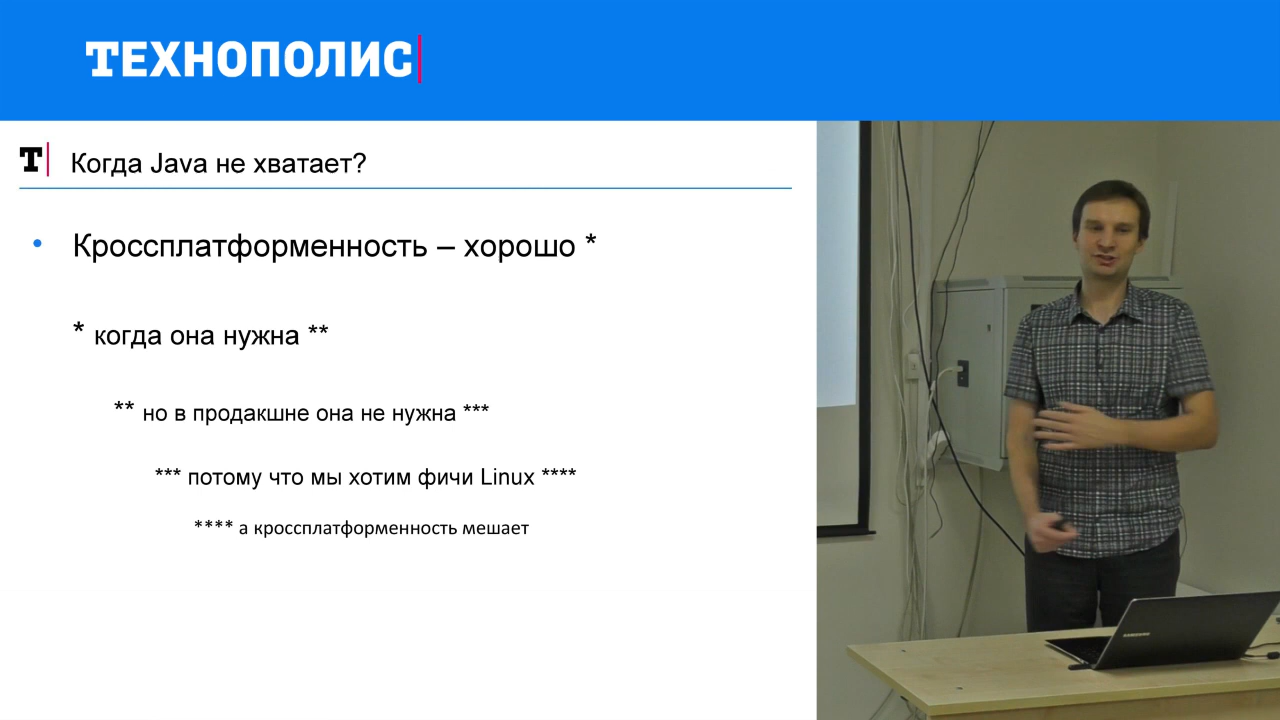 ТЕХНОПОЛИС
Т
Когда Java не хватает?
• Кроссплатформенность – хорошо *
* когда она нужна **
** но в продакшне она не нужна ***
*** потому что мы хотим фичи Linux ****
**** а кроссплатформенность мешает
SAMSUNG